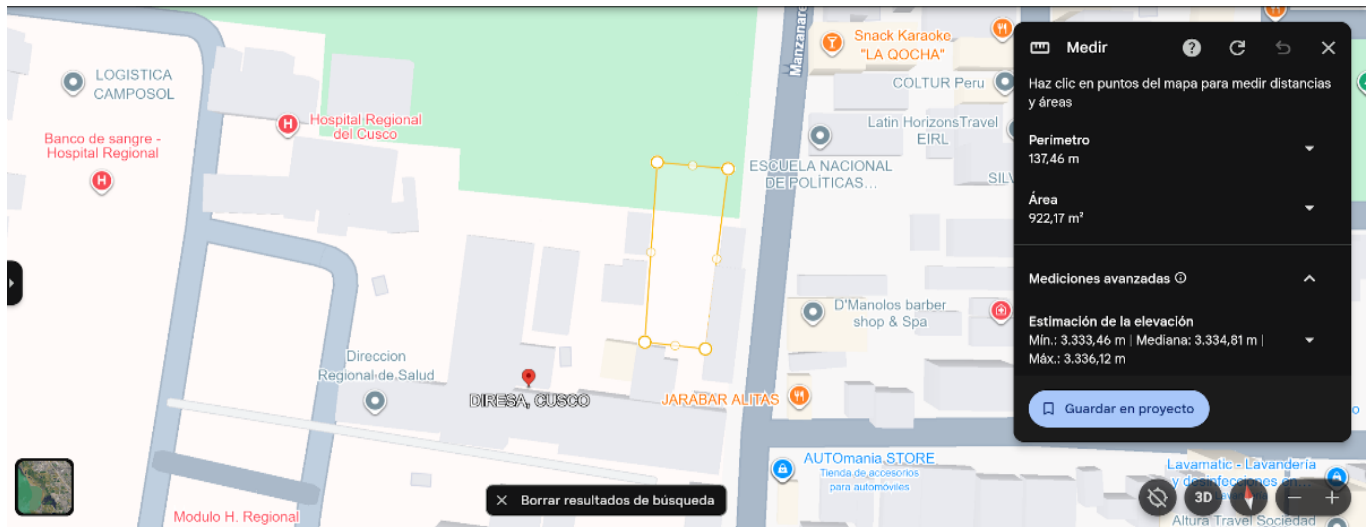 LOGISTICA
CAMPOSOL
Banco de sangre -
Hospital Regional
Hospital Regional
del Cusco
Manzanare
Snack Karaoke
"LA QOCHA"
COLTUR Peru
Latin HorizonsTravel
EIRL
ESCUELA NACIONAL
DE POLÍTICAS...
SILV
D'Manolos barber
shop & Spa
Direccion
Regional de Salud
DIRESA, CUSCO
JARABAR ALITAS
AUTOmania STORE
Tienda de accesorios
para automóviles
Modulo H. Regional
Borrar resultados de búsqueda
Medir
Haz clic en puntos del mapa para medir distancias
y áreas
Perímetro
137,46 m
Área
922,17 m²
Mediciones avanzadas
Estimación de la elevación
Mín.: 3.333,46 m | Mediana: 3.334,81 m |
Máx.: 3.336,12 m
Guardar en proyecto
Lavamatic - Lavandería
y desinfecciones en...
3D
Altura Travel Sociedad